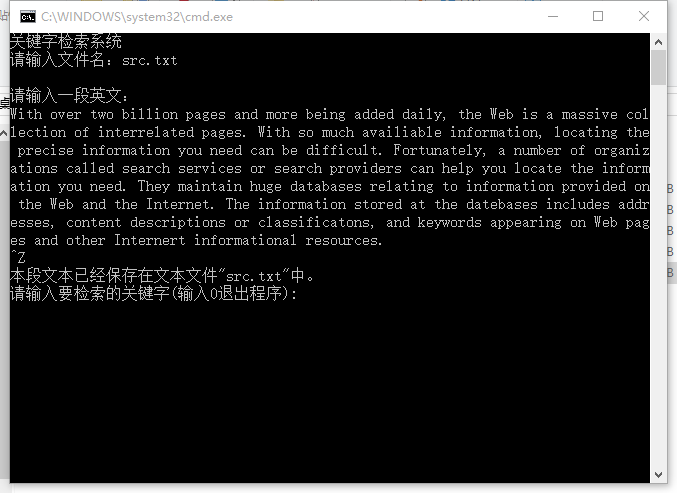 C:\WINDOWS\system32\cmd.exe
关键字检索系统
请输入文件名: src.txt
请输入一段英文:
With over two billion pages and more being added daily, the Web is a massive col
lection of interrelated pages. With so much availiable information, locating the
precise information you need can be difficult. Fortunately, a number of organiz
ations called search services or search providers can help you locate the inform
ation you need. They maintain huge databases relating to information provided on
the Web and the Internet. The information stored at the datebases includes addr
esses, content descriptions or classificatons, and keywords appearing on Web pag
es and other Internert informational resources.
^Z
本段文本已经保存在文本文件"src.txt"中。
请输入要检索的关键字(输入0退出程序):